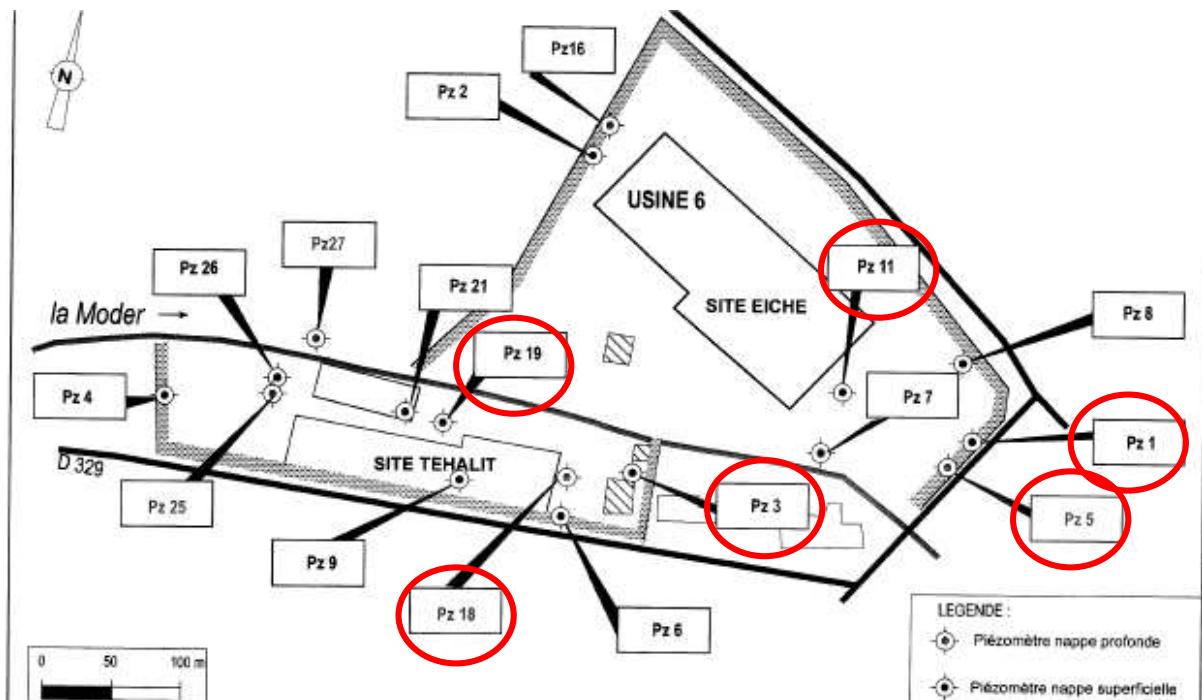 Pz16
Pz 2
N
USINE 6
Pz27
Pz 11
Pz 26
Pz 21
SITE EICHE
la Moder →
Pz 8
Pz 19
Pz 4
Pz 7
Pz 1
D 329
SITE TEHALIT
Pz 25
Pz 3
Pz 5
Pz 9
Pz 18
Pz 6
LEGENDE :
Piézomètre nappe profonde
Piézomètre nappe superficielle
0 50 100 m